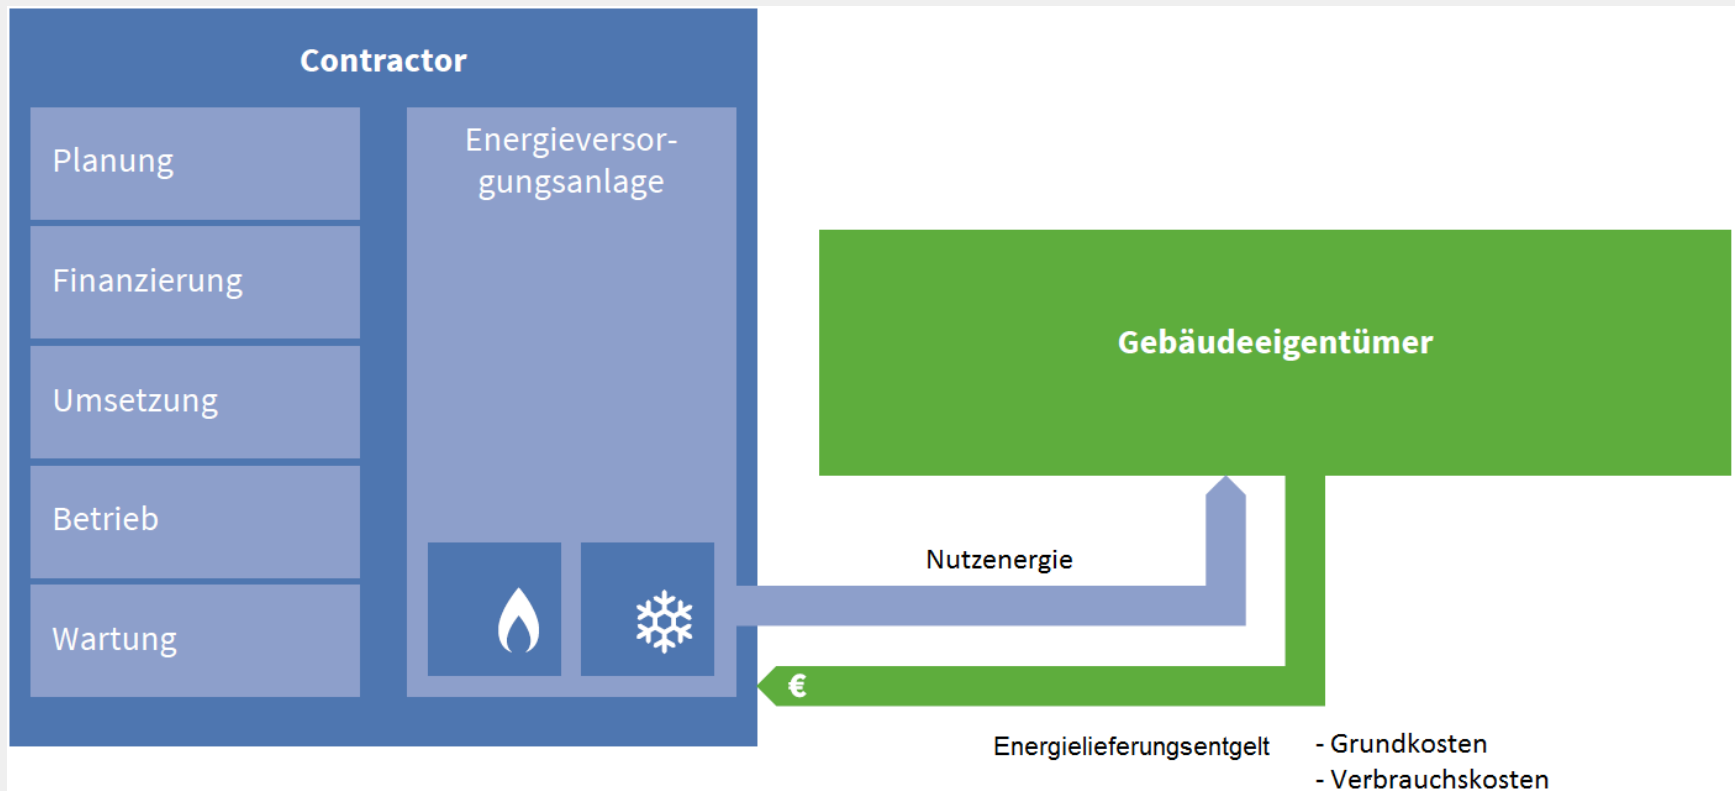 Contractor
Planung
Finanzierung
Umsetzung
Betrieb
Wartung
Energieversor-
gungsanlage
Gebäudeeigentümer
Nutzenergie
€
Energielieferungsentgelt
- Grundkosten
- Verbrauchskosten